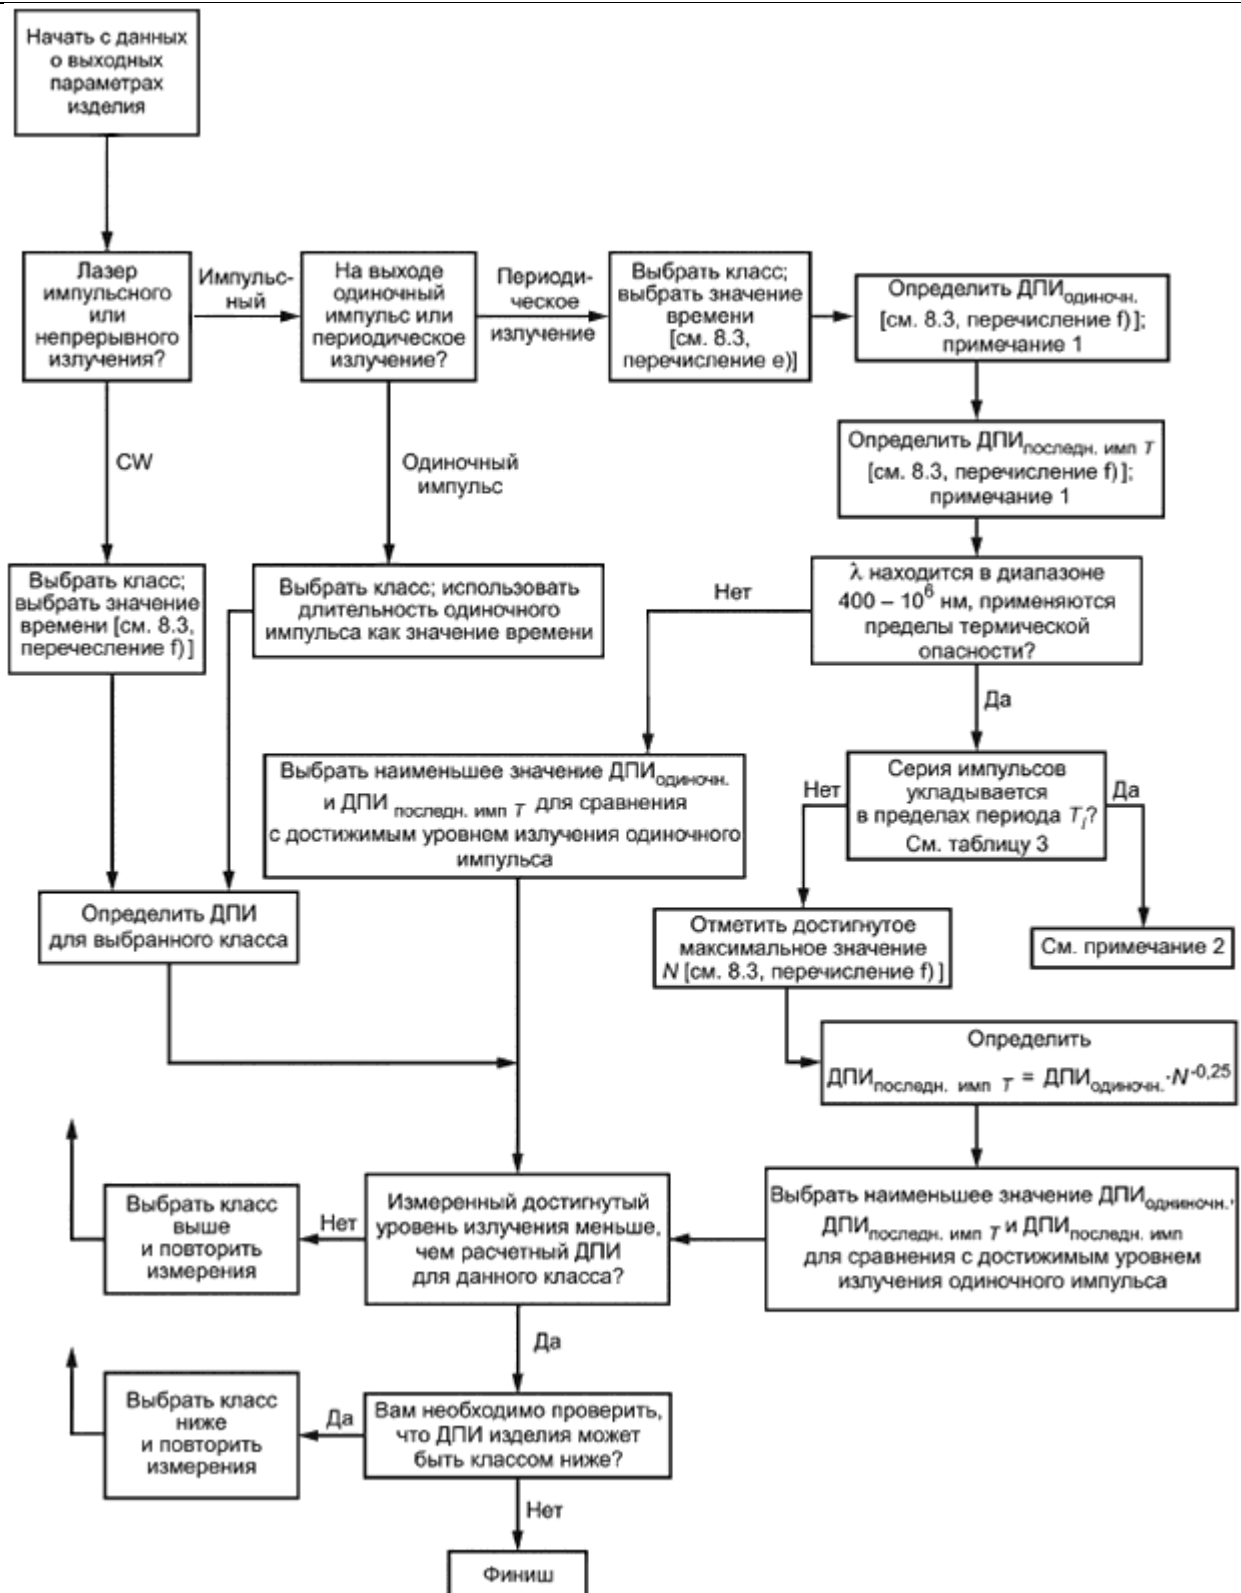 Начать с данных
о выходных
параметрах
изделия
Лазер
импульсного
или
непрерывного
излучения?
Импульс-
ный
На выходе
одиночный
импульс или
периодическое
излучение?
Периоди-
ческое
излучение
Выбрать класс;
выбрать значение
времени
[см. 8.3,
перечисление е)]
Определить ДПИодиночн.
[см. 8.3, перечисление f)];
примечание 1
CW
Одиночный
импульс
Определить ДПИпоследн. имп T
[см. 8.3, перечисление f)];
примечание 1
Выбрать класс;
выбрать значение
времени [см. 8.3,
перечесление f)]
Выбрать класс; использовать
длительность одиночного
импульса как значение времени
Нет
λ находится в диапазоне
400 – 10⁶ нм, применяются
пределы термической
опасности?
Да
Выбрать наименьшее значение ДПИодиночн.
и ДПИ последн. имп T для сравнения
с достижимым уровнем излучения одиночного
импульса
Нет
Серия импульсов
укладывается
в пределах периода Ti?
См. таблицу 3
Да
Определить ДПИ
для выбранного класса
Отметить достигнутое
максимальное значение
N [см. 8.3, перечисление f)]
См. примечание 2
Определить
ДПИпоследн. имп T = ДПИодиночн.·N-0,25
Выбрать класс
выше
и повторить
измерения
Нет
Измеренный достигнутый
уровень излучения меньше,
чем расчетный ДПИ
для данного класса?
Выбрать наименьшее значение ДПИодниночн.,
ДПИпоследн. имп T и ДПИпоследн. имп
для сравнения с достижимым уровнем
излучения одиночного импульса
Да
Выбрать класс
ниже
и повторить
измерения
Да
Вам необходимо проверить,
что ДПИ изделия может
быть классом ниже?
Нет
Финиш